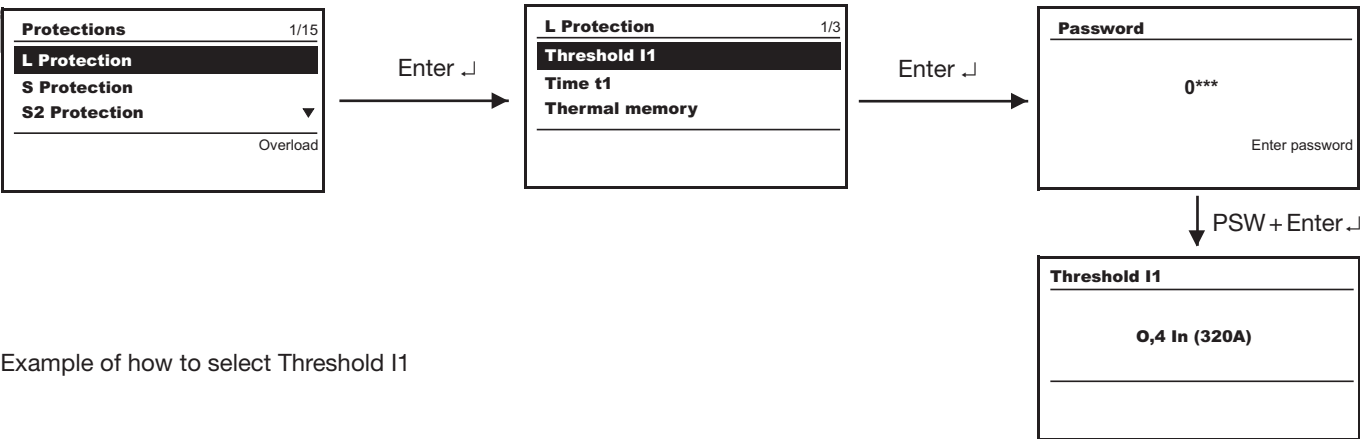 Protections 1/15
L Protection
S Protection
S2 Protection ▼
Overload
Enter ↵
L Protection 1/3
Threshold I1
Time t1
Thermal memory
Enter ↵
Password
0***
Enter password
PSW + Enter ↵
Threshold I1
O,4 In (320A)
Example of how to select Threshold I1